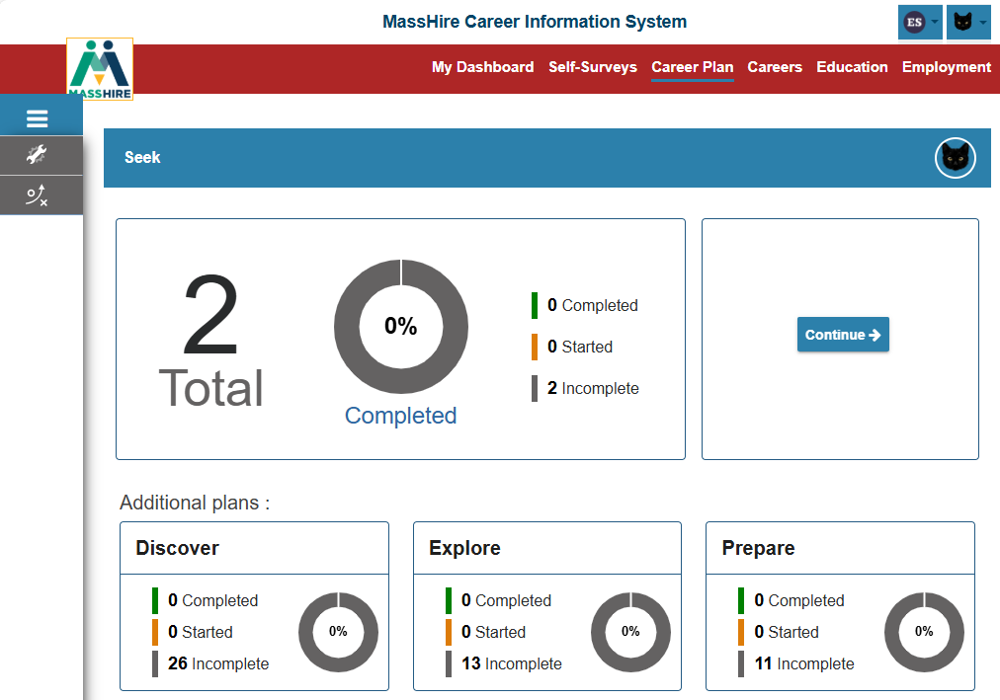 MassHire Career Information System
ES
MASSHIRE
My Dashboard Self-Surveys Career Plan Careers Education Employment
Seek
2
Total
0%
Completed
0 Completed
0 Started
2 Incomplete
Continue
Additional plans :
Discover
0 Completed
0 Started
26 Incomplete
0%
Explore
0 Completed
0 Started
13 Incomplete
0%
Prepare
0 Completed
0 Started
11 Incomplete
0%